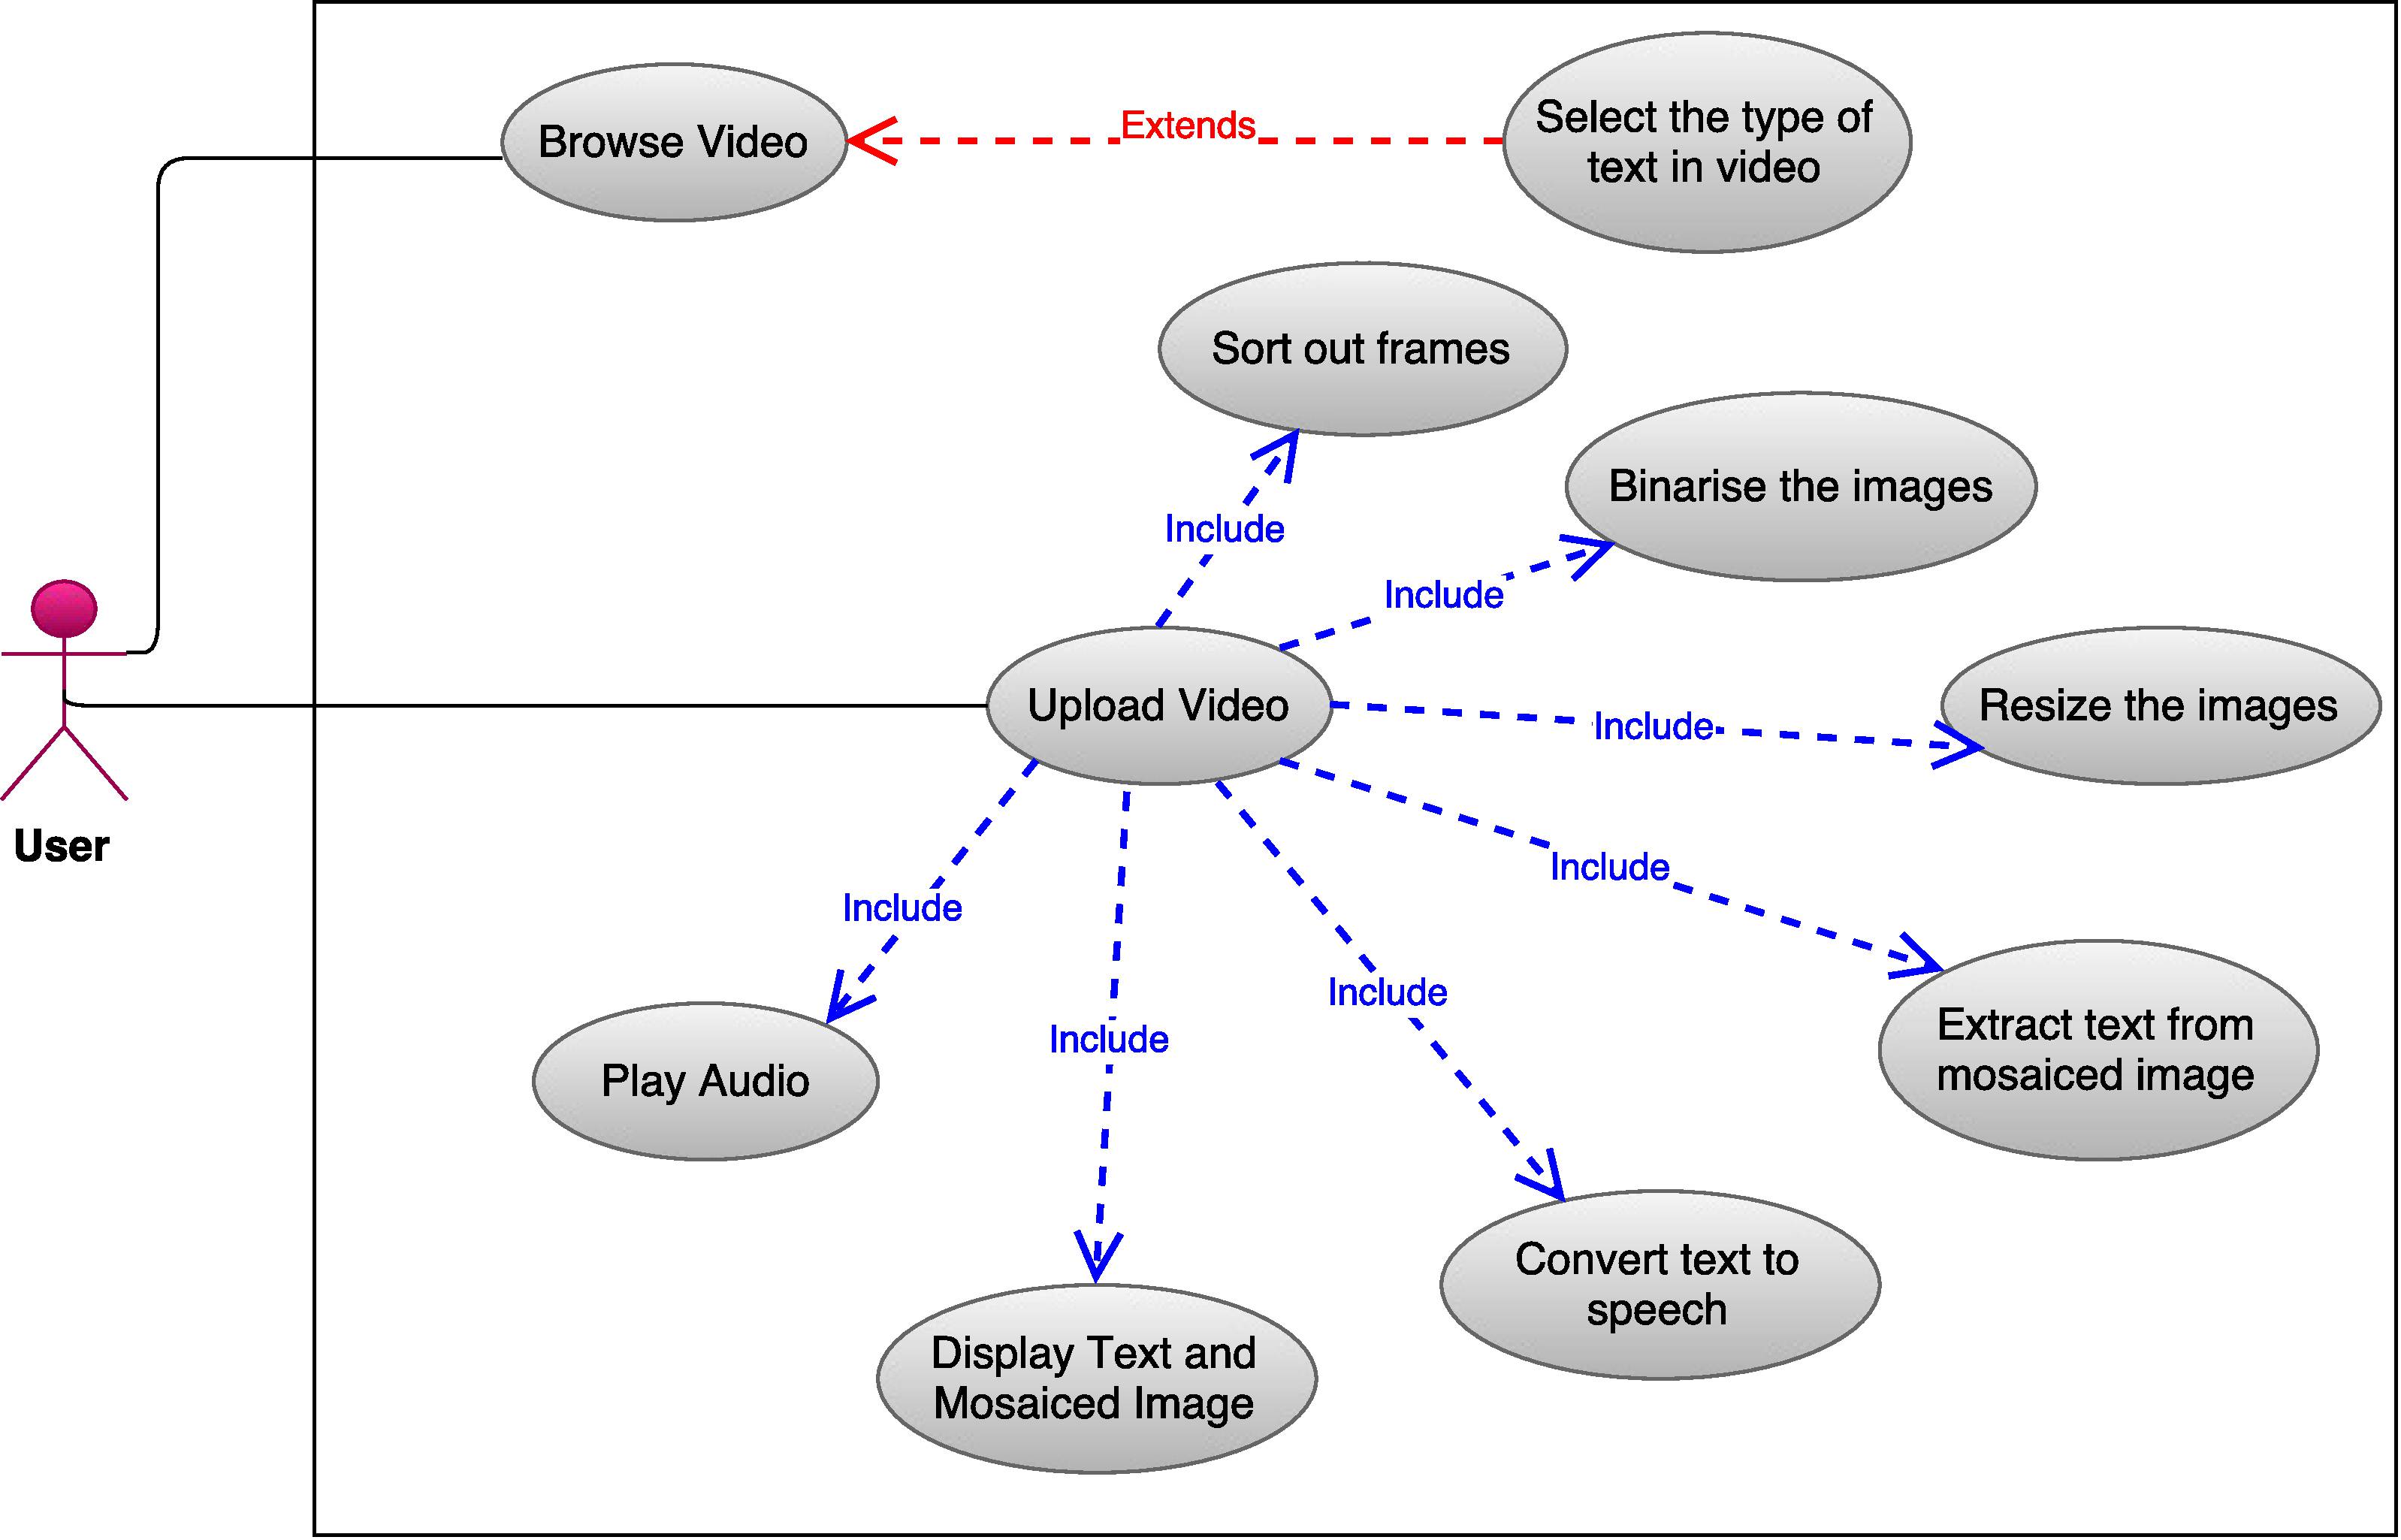 Browse Video
Extends
Select the type of
text in video
Sort out frames
Include
Binarise the images
Include
Upload Video
Include
Resize the images
User
Include
Include
Include
Include
Extract text from
mosaiced image
Play Audio
Convert text to
speech
Display Text and
Mosaiced Image